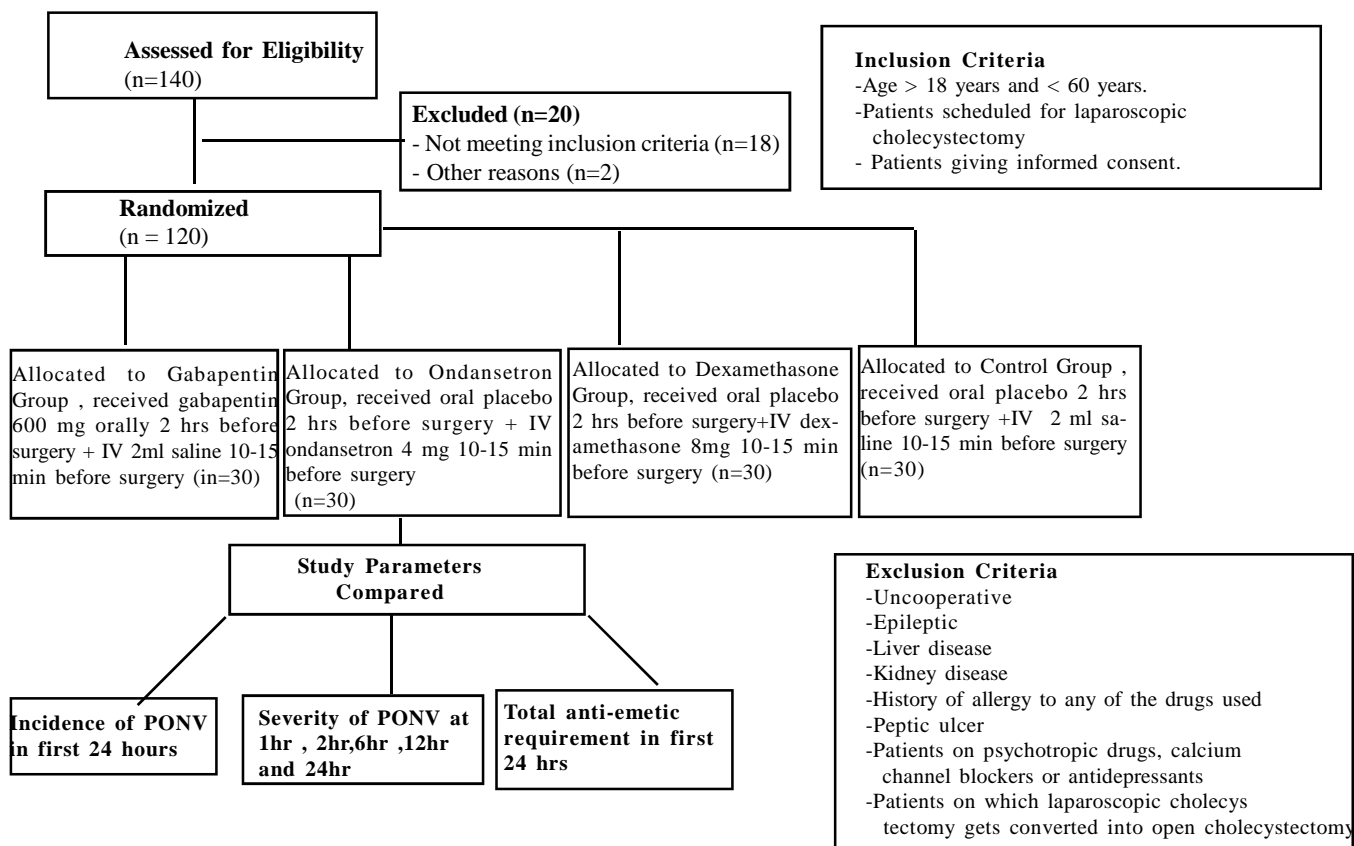 Assessed for Eligibility
(n=140)
Inclusion Criteria
-Age > 18 years and < 60 years.
-Patients scheduled for laparoscopic
cholecystectomy
- Patients giving informed consent.
Excluded (n=20)
- Not meeting inclusion criteria (n=18)
- Other reasons (n=2)
Randomized
(n = 120)
Allocated to Gabapentin
Group , received gabapentin
600 mg orally 2 hrs before
surgery + IV 2ml saline 10-15
min before surgery (in=30)
Allocated to Ondansetron
Group, received oral placebo
2 hrs before surgery + IV
ondansetron 4 mg 10-15 min
before surgery
(n=30)
Allocated to Dexamethasone
Group, received oral placebo
2 hrs before surgery+IV dex-
amethasone 8mg 10-15 min
before surgery (n=30)
Allocated to Control Group ,
received oral placebo 2 hrs
before surgery +IV 2 ml sa-
line 10-15 min before surgery
(n=30)
Study Parameters
Compared
Incidence of PONV
in first 24 hours
Severity of PONV at
1hr , 2hr,6hr ,12hr
and 24hr
Total anti-emetic
requirement in first
24 hrs
Exclusion Criteria
-Uncooperative
-Epileptic
-Liver disease
-Kidney disease
-History of allergy to any of the drugs used
-Peptic ulcer
-Patients on psychotropic drugs, calcium
channel blockers or antidepressants
-Patients on which laparoscopic cholecys
tectomy gets converted into open cholecystectomy